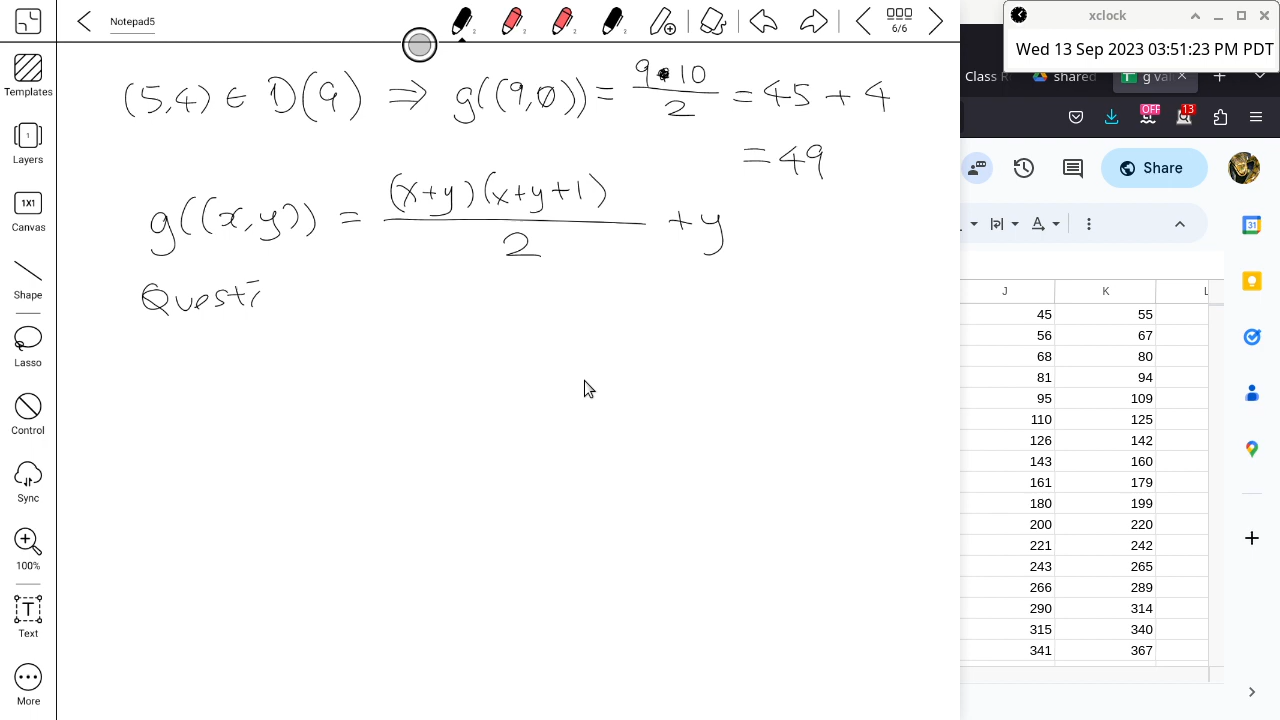 Notepad5
6/6
xclock
Wed 13 Sep 2023 03:51:23 PM PDT
Class R
shared
g val
OFF
13
Share
Templates
Layers
1X1
Canvas
Shape
Lasso
Control
Sync
100%
T
Text
More
(5,4) ∈ D(9) ⇒ g((9,0)) = 9•10/2 = 45 + 4
= 49
g((x,y)) = (x+y)(x+y+1)/2 + y
Questi
J K L
45 55
56 67
68 80
81 94
95 109
110 125
126 142
143 160
161 179
180 199
200 220
221 242
243 265
266 289
290 314
315 340
341 367